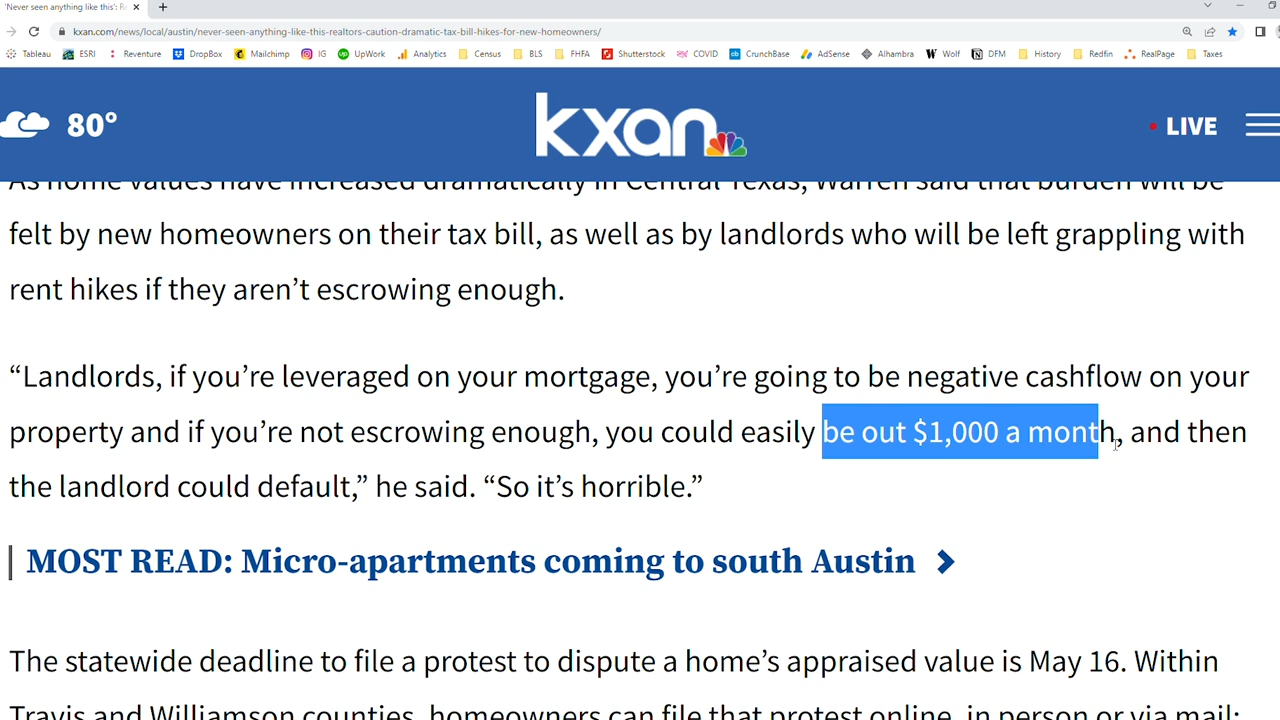 'Never seen anything like this': R
kxan.com/news/local/austin/never-seen-anything-like-this-realtors-caution-dramatic-tax-bill-hikes-for-new-homeowners/
Tableau ESRI Reventure DropBox Mailchimp IG UpWork Analytics Census BLS FHFA Shutterstock COVID CrunchBase AdSense Alhambra Wolf DFM History Redfin RealPage Taxes
80° kxan LIVE
As home values have increased dramatically in Central Texas, Warren said that burden will be
felt by new homeowners on their tax bill, as well as by landlords who will be left grappling with
rent hikes if they aren’t escrowing enough.
“Landlords, if you’re leveraged on your mortgage, you’re going to be negative cashflow on your
property and if you’re not escrowing enough, you could easily be out $1,000 a month, and then
the landlord could default,” he said. “So it’s horrible.”
MOST READ: Micro-apartments coming to south Austin
The statewide deadline to file a protest to dispute a home’s appraised value is May 16. Within
Travis and Williamson counties, homeowners can file that protest online, in person or via mail: